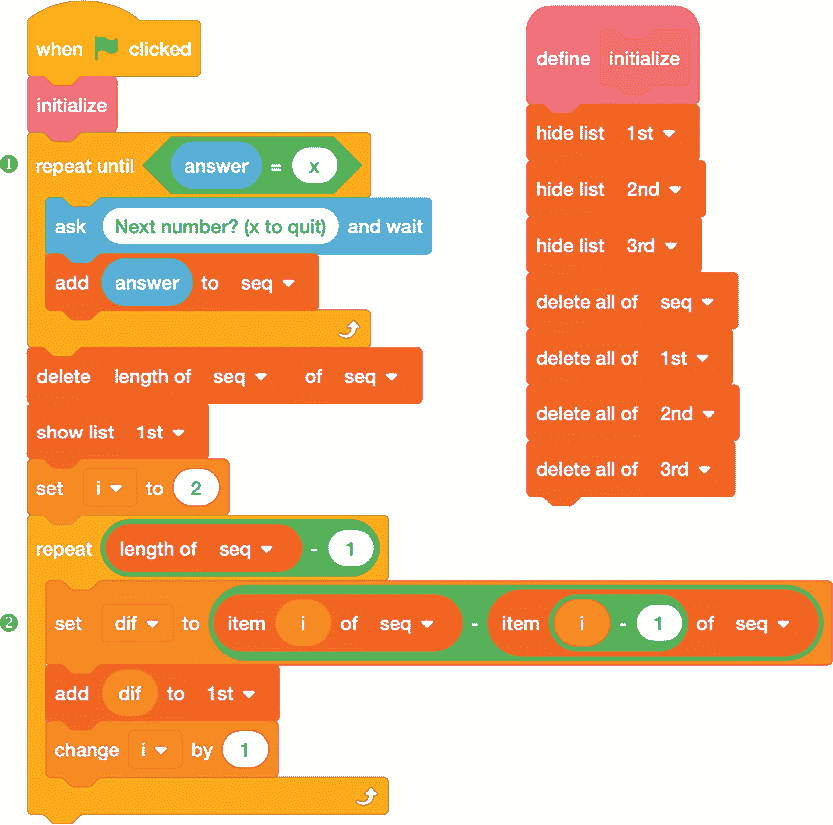 when clicked
initialize
1
repeat until answer = x
ask Next number? (x to quit) and wait
add answer to seq
delete length of seq of seq
show list 1st
set i to 2
repeat length of seq - 1
2
set dif to item i of seq - item i - 1 of seq
add dif to 1st
change i by 1
define initialize
hide list 1st
hide list 2nd
hide list 3rd
delete all of seq
delete all of 1st
delete all of 2nd
delete all of 3rd